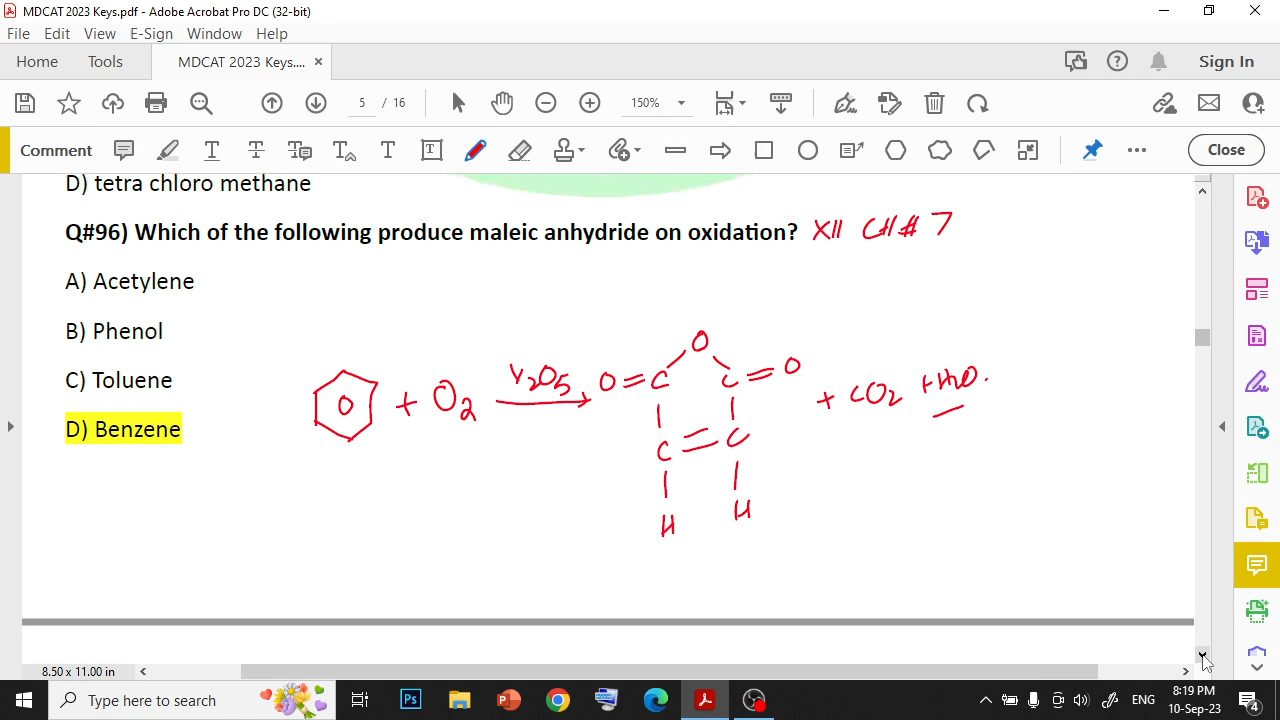 MDCAT 2023 Keys.pdf - Adobe Acrobat Pro DC (32-bit)
File Edit View E-Sign Window Help
Home Tools MDCAT 2023 Keys.... × Sign In
5 / 16 150%
Comment Close
D) tetra chloro methane
Q#96) Which of the following produce maleic anhydride on oxidation? XII CH# 7
A) Acetylene
B) Phenol
C) Toluene
D) Benzene
O
+ O2 V2O5 O=C C=O + CO2 + H2O.
C=C
H H
8.50 x 11.00 in
Type here to search
Ps
ENG
8:19 PM
10-Sep-23
4